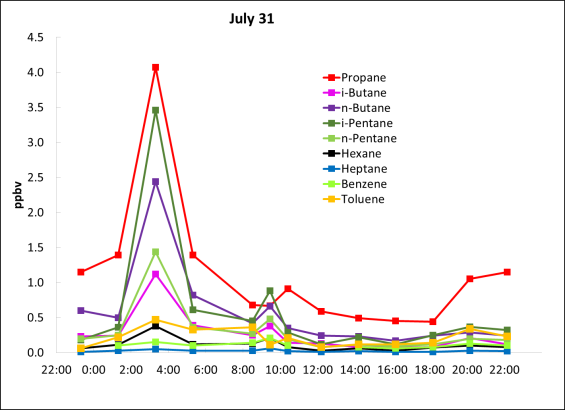 July 31
4.5
4.0
3.5
3.0
2.5
2.0
1.5
1.0
0.5
0.0
ppbv
Propane
i-Butane
n-Butane
i-Pentane
n-Pentane
Hexane
Heptane
Benzene
Toluene
22:00 0:00 2:00 4:00 6:00 8:00 10:00 12:00 14:00 16:00 18:00 20:00 22:00